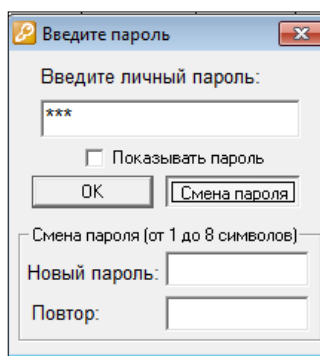 Введите пароль
Введите личный пароль:
***
Показывать пароль
OK
Смена пароля
Смена пароля (от 1 до 8 символов)
Новый пароль:
Повтор: